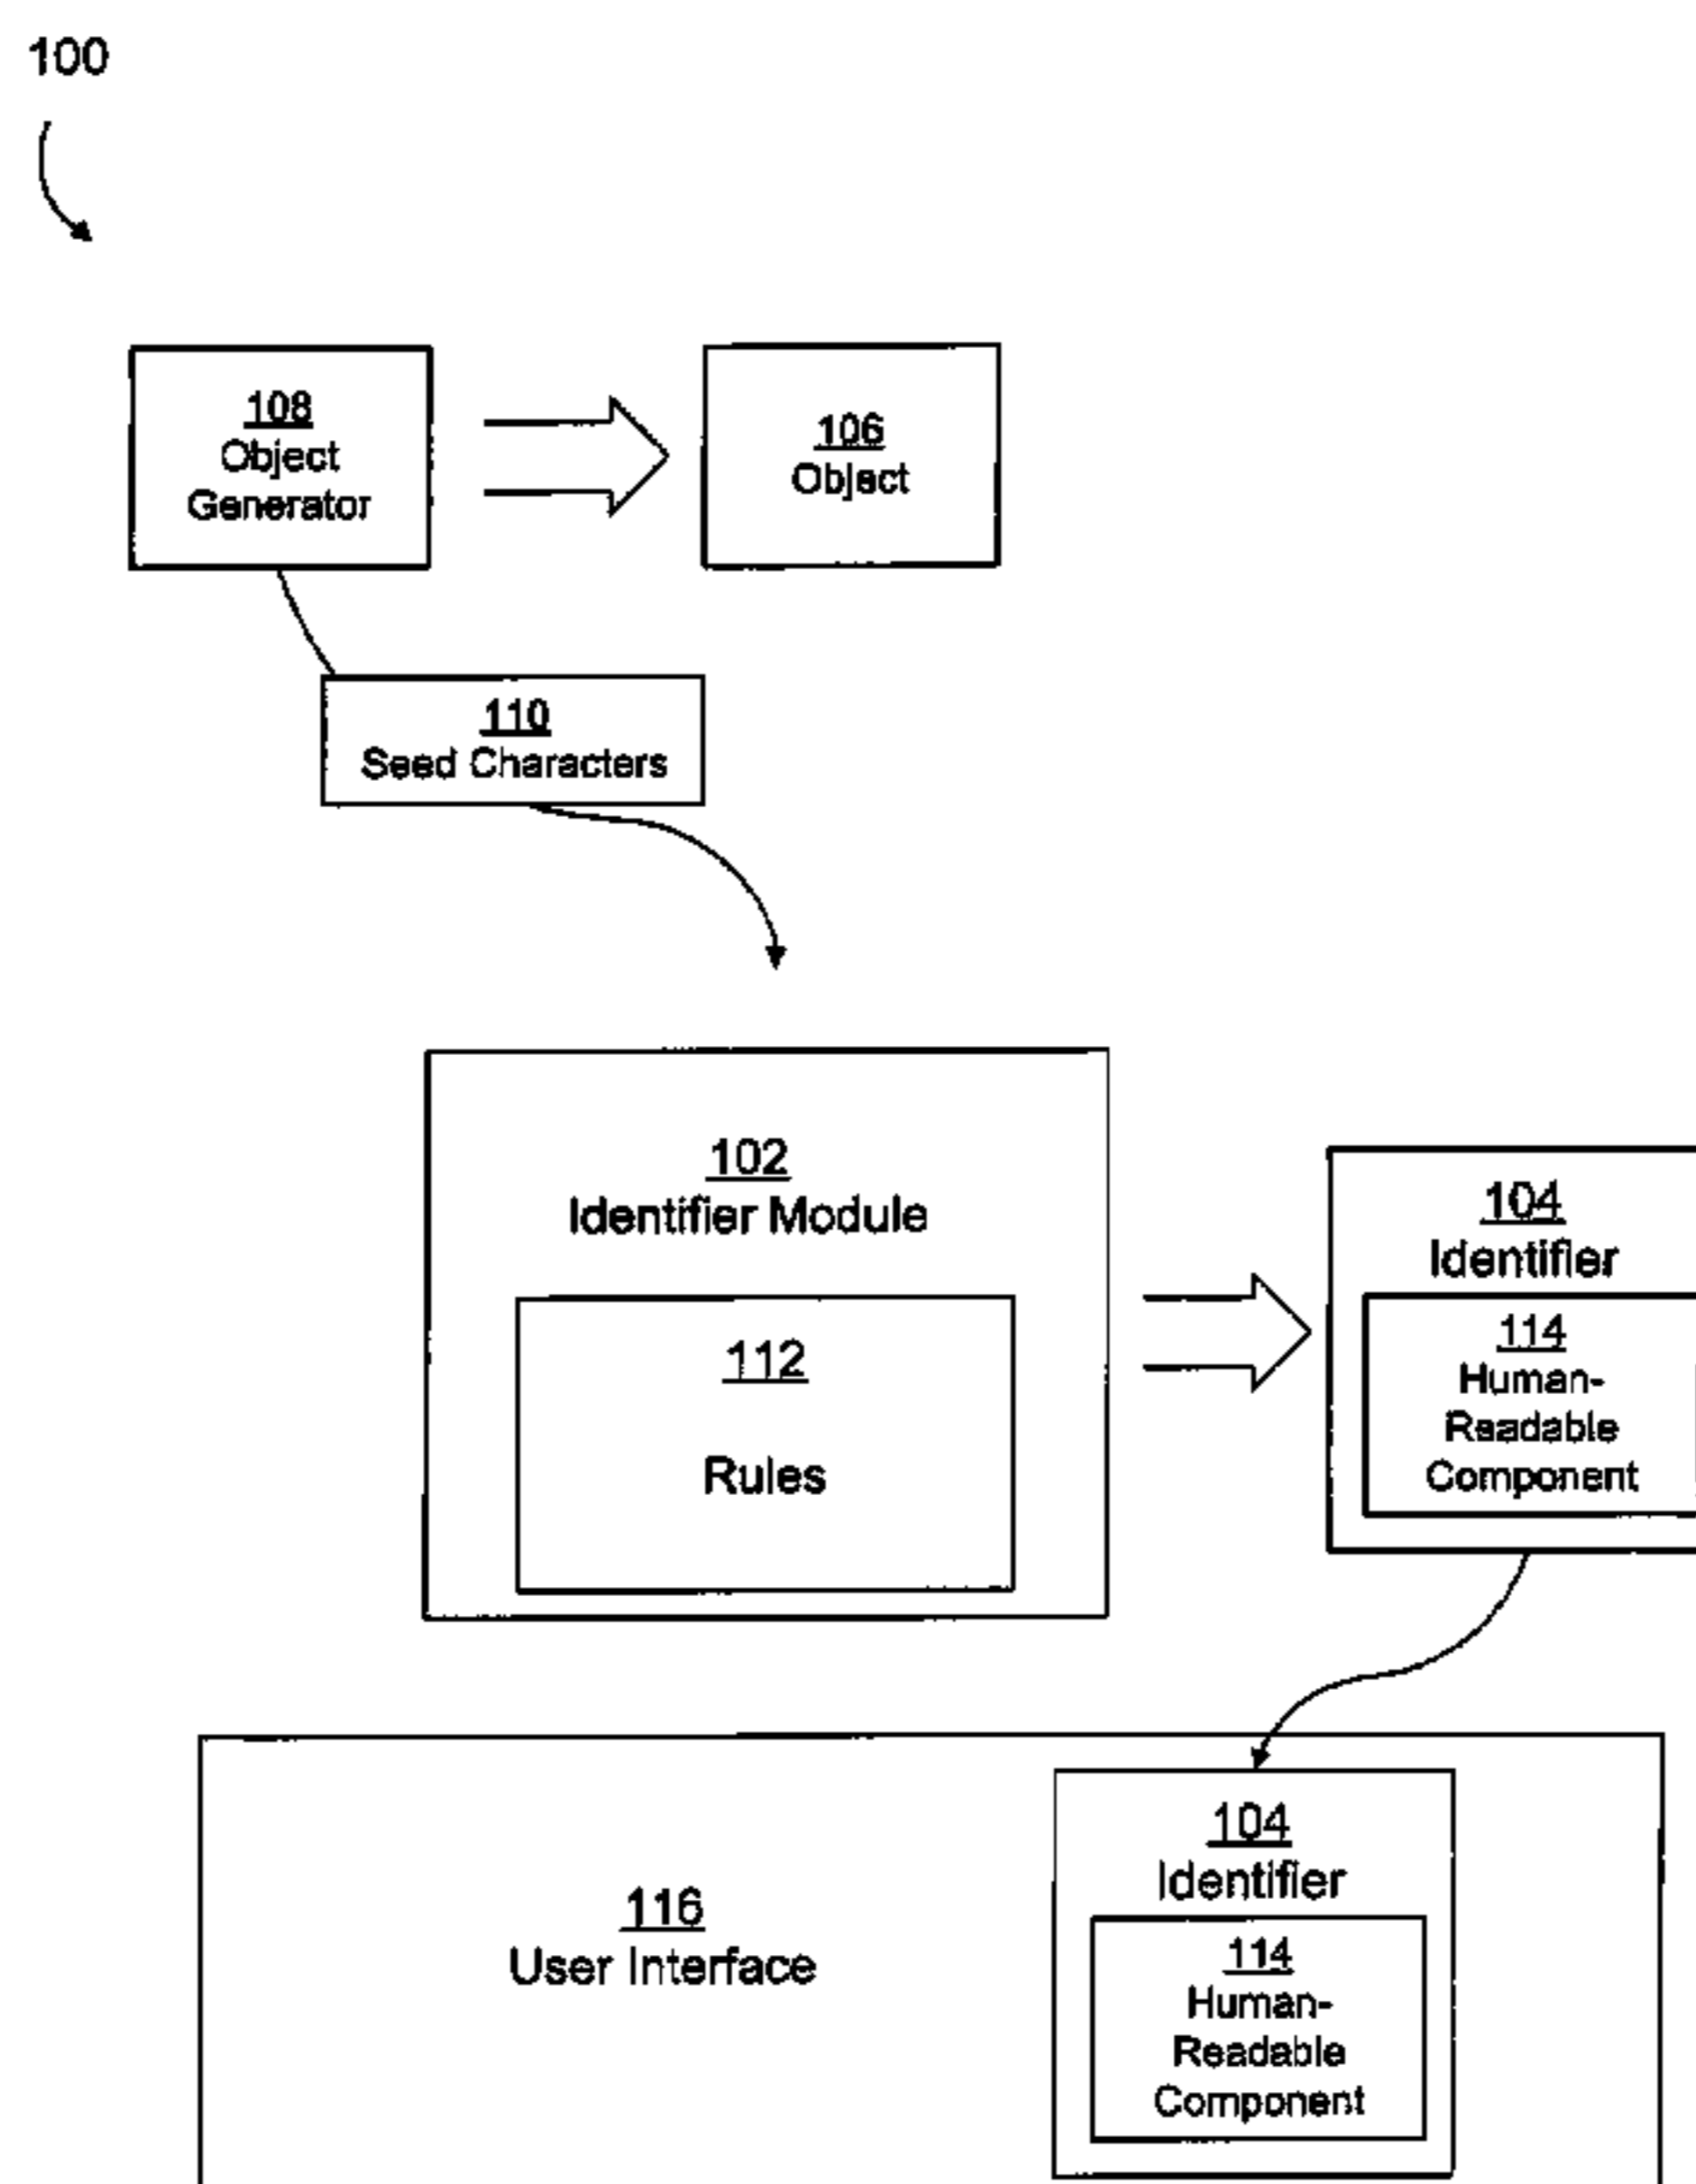 100
108
Object
Generator
106
Object
110
Seed Characters
102
Identifier Module
112
Rules
104
Identifier
114
Human-
Readable
Component
116
User Interface
104
Identifier
114
Human-
Readable
Component